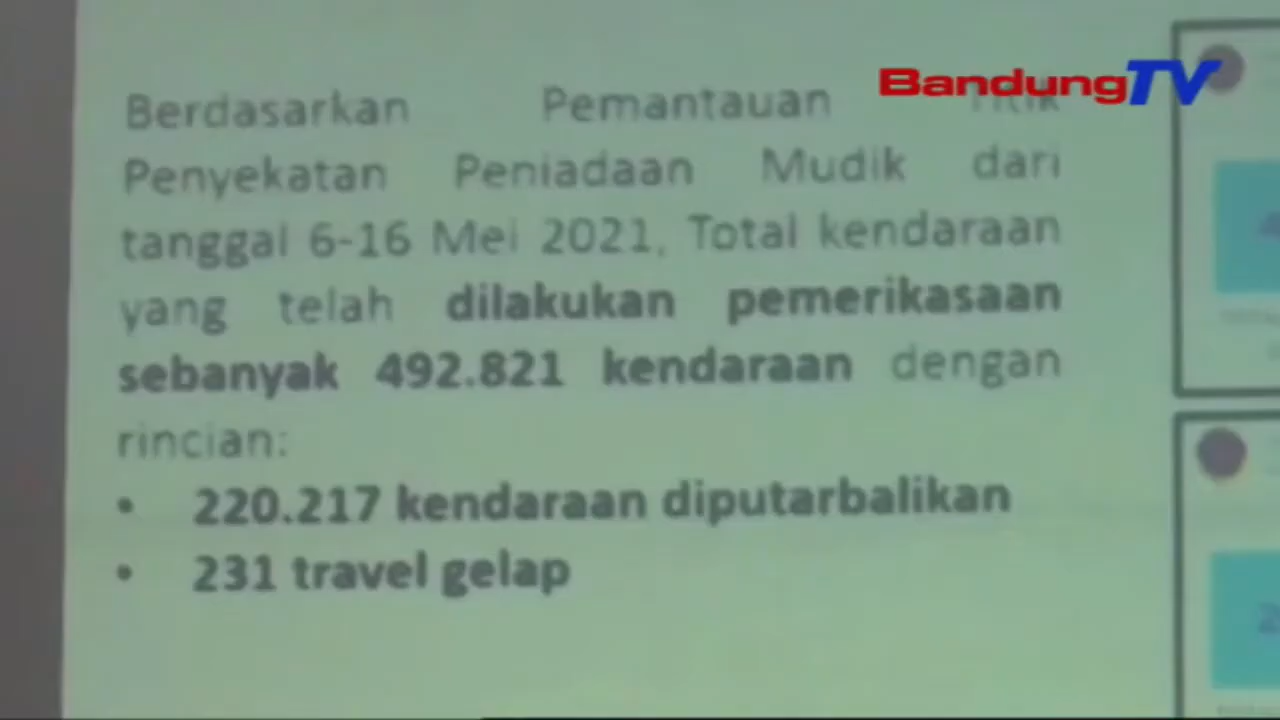 BandungTV
Berdasarkan Pemantauan Titik
Penyekatan Peniadaan Mudik dari
tanggal 6-16 Mei 2021, Total kendaraan
yang telah dilakukan pemerikasaan
sebanyak 492.821 kendaraan dengan
rincian:
• 220.217 kendaraan diputarbalikan
• 231 travel gelap